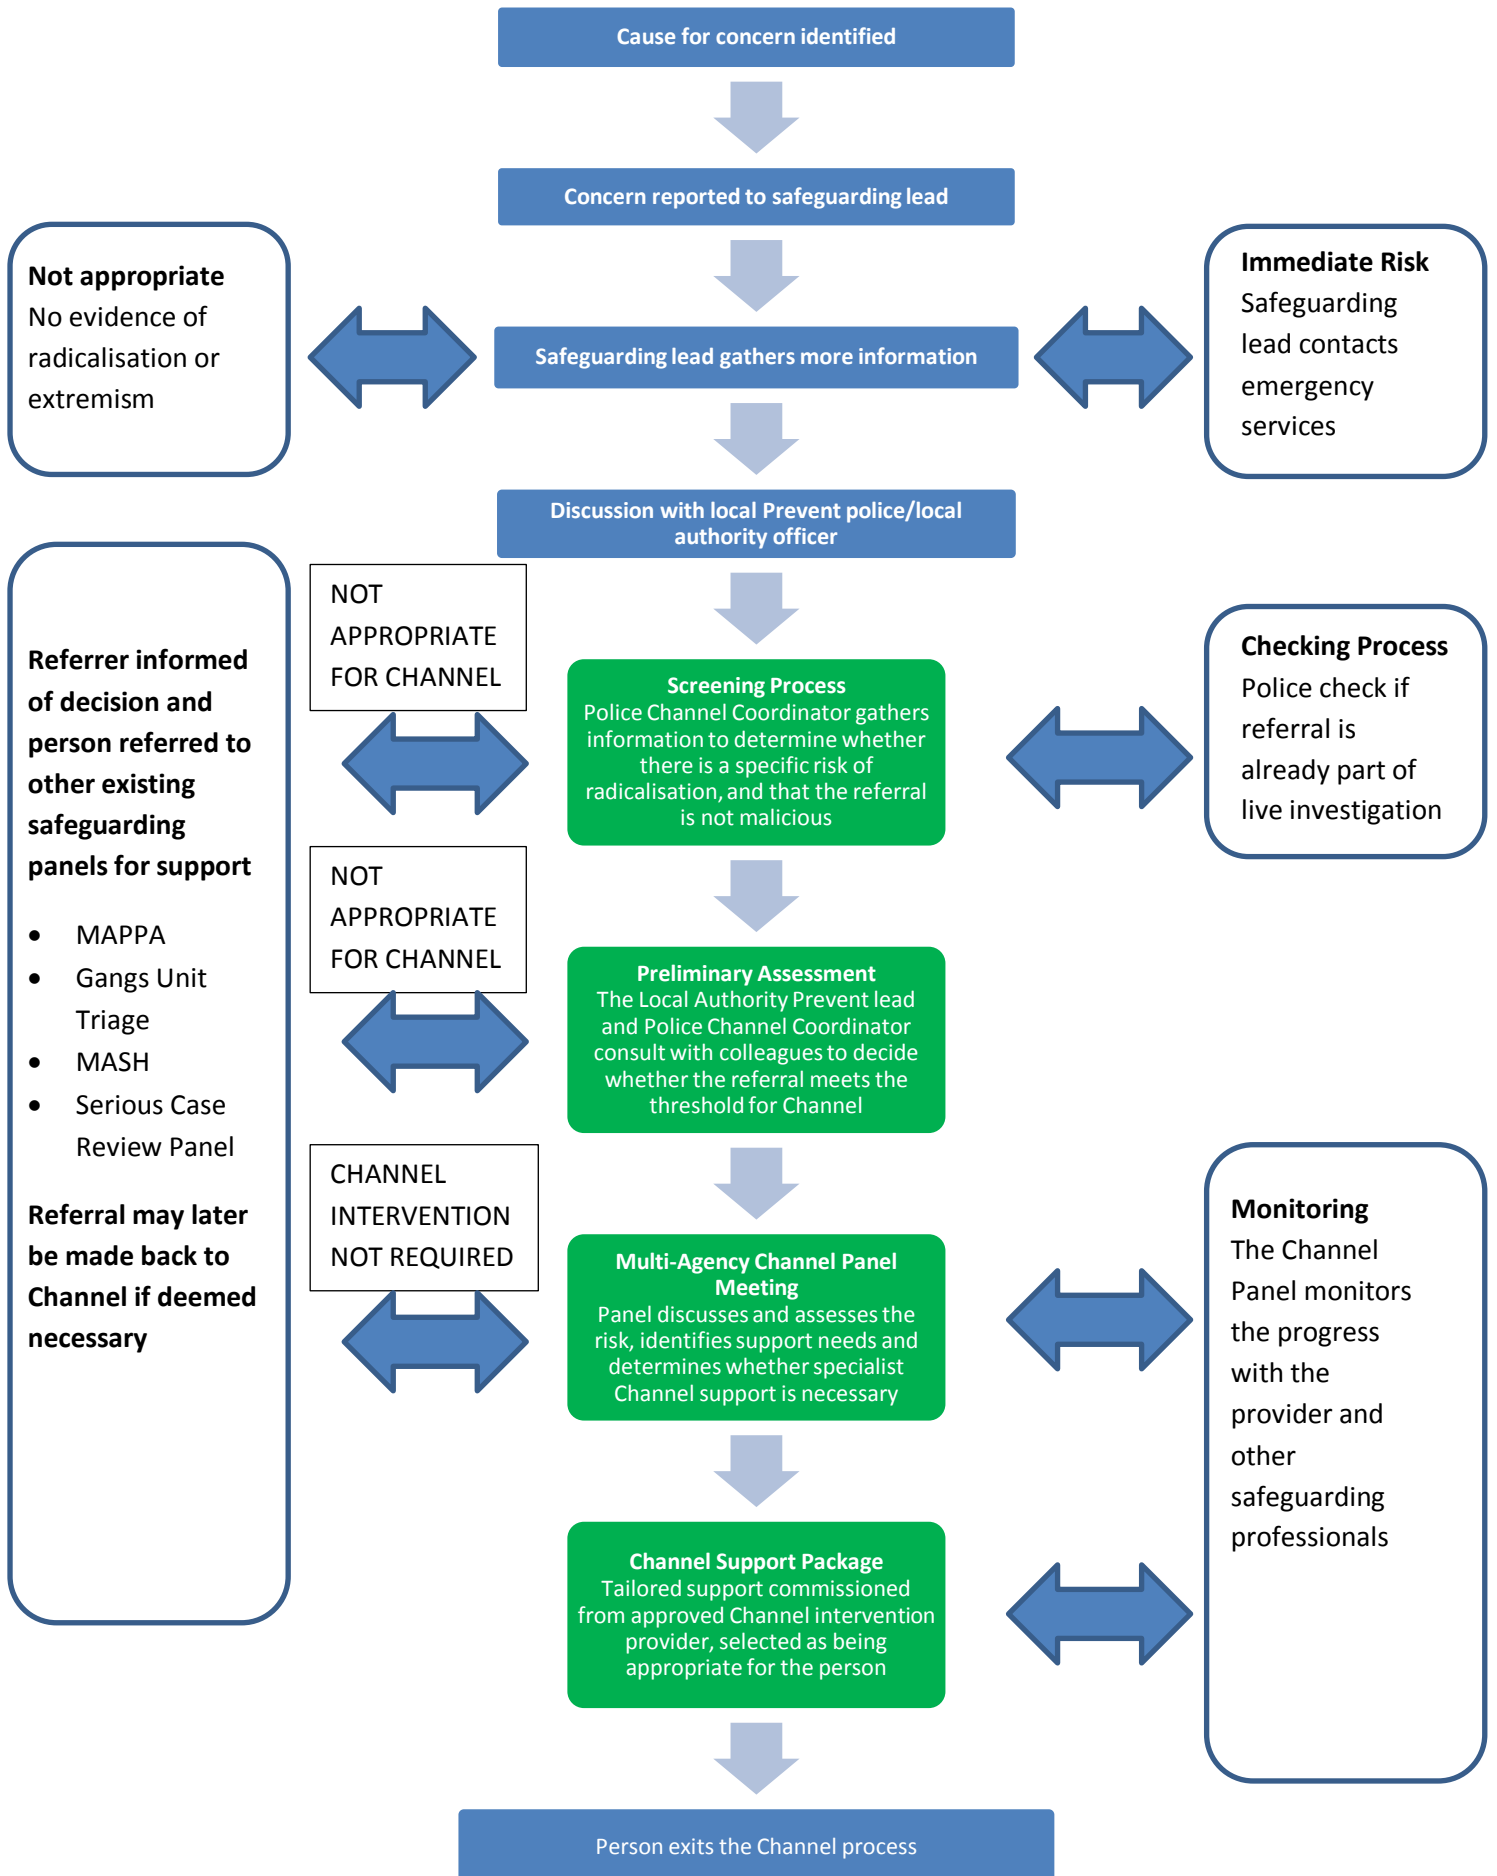 Cause for concern identified
Concern reported to safeguarding lead
Not appropriate
No evidence of
radicalisation or
extremism
Safeguarding lead gathers more information
Immediate Risk
Safeguarding
lead contacts
emergency
services
Discussion with local Prevent police/local
authority officer
Referrer informed
of decision and
person referred to
other existing
safeguarding
panels for support
• MAPPA
• Gangs Unit
Triage
• MASH
• Serious Case
Review Panel
Referral may later
be made back to
Channel if deemed
necessary
NOT
APPROPRIATE
FOR CHANNEL
Screening Process
Police Channel Coordinator gathers
information to determine whether
there is a specific risk of
radicalisation, and that the referral
is not malicious
Checking Process
Police check if
referral is
already part of
live investigation
NOT
APPROPRIATE
FOR CHANNEL
Preliminary Assessment
The Local Authority Prevent lead
and Police Channel Coordinator
consult with colleagues to decide
whether the referral meets the
threshold for Channel
CHANNEL
INTERVENTION
NOT REQUIRED
Multi-Agency Channel Panel
Meeting
Panel discusses and assesses the
risk, identifies support needs and
determines whether specialist
Channel support is necessary
Monitoring
The Channel
Panel monitors
the progress
with the
provider and
other
safeguarding
professionals
Channel Support Package
Tailored support commissioned
from approved Channel intervention
provider, selected as being
appropriate for the person
Person exits the Channel process